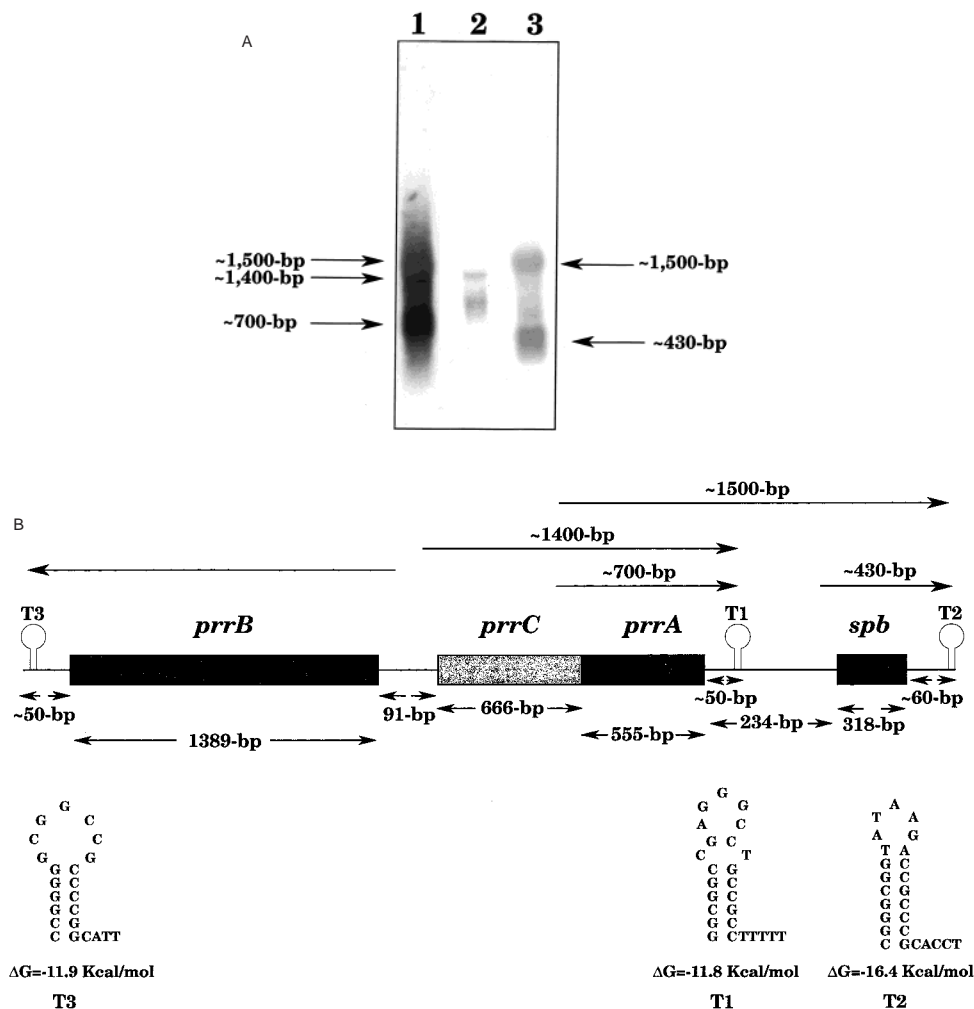 1 2 3
A
~1,500-bp
~1,400-bp
~700-bp
~1,500-bp
~430-bp
~1500-bp
B
~1400-bp
~700-bp
~430-bp
T3
prrB
prrC
prrA
T1
spb
T2
~50-bp
91-bp
666-bp
~50-bp
~60-bp
1389-bp
555-bp
234-bp
318-bp
G
G C
C C
G G
G C
G C
G C
G C
C G
C GCATT
ΔG=-11.9 Kcal/mol
T3
G
G G
A C
G C
C T
C G
G C
G C
C G
G C
G CTTTTT
ΔG=-11.8 Kcal/mol
T1
A
T A
A G
T A
G C
G C
C G
G C
G C
G C
C GCACCT
ΔG=-16.4 Kcal/mol
T2